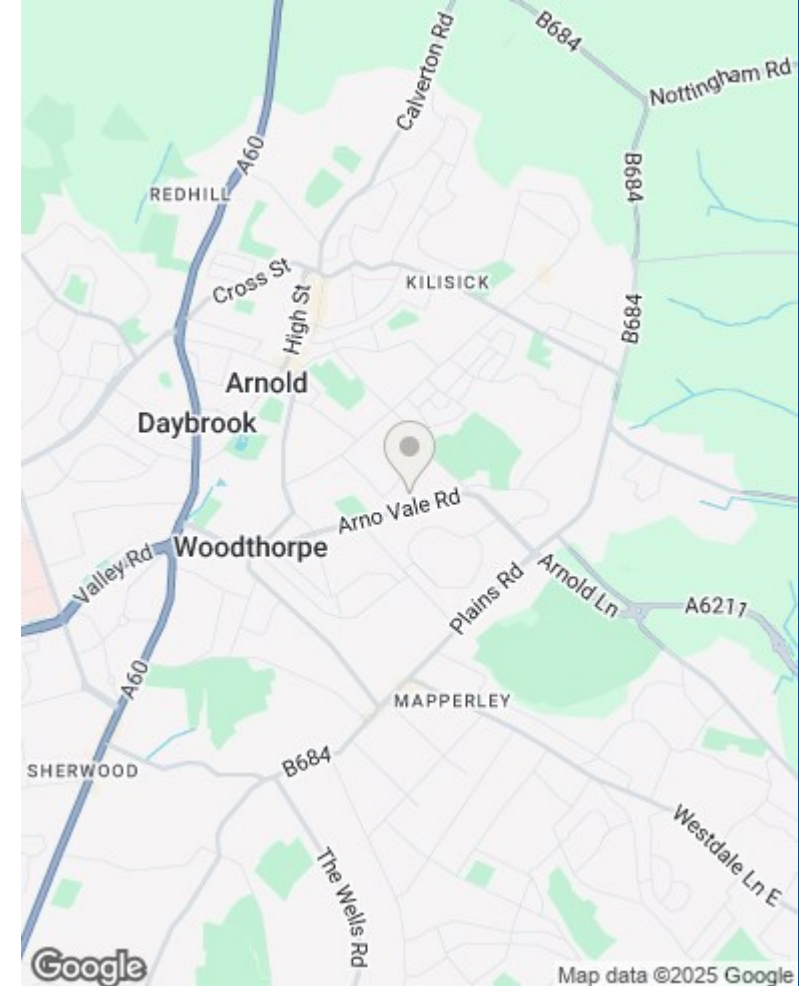 B684
Calverton Rd
Nottingham Rd
A60
B684
REDHILL
Cross St
KILISICK
High St
B684
Arnold
Daybrook
Arno Vale Rd
Woodthorpe
Valley Rd
Plains Rd
Arnold Ln
A6211
A60
MAPPERLEY
SHERWOOD
B684
Westdale Ln E
The Wells Rd
Google
Map data ©2025 Google